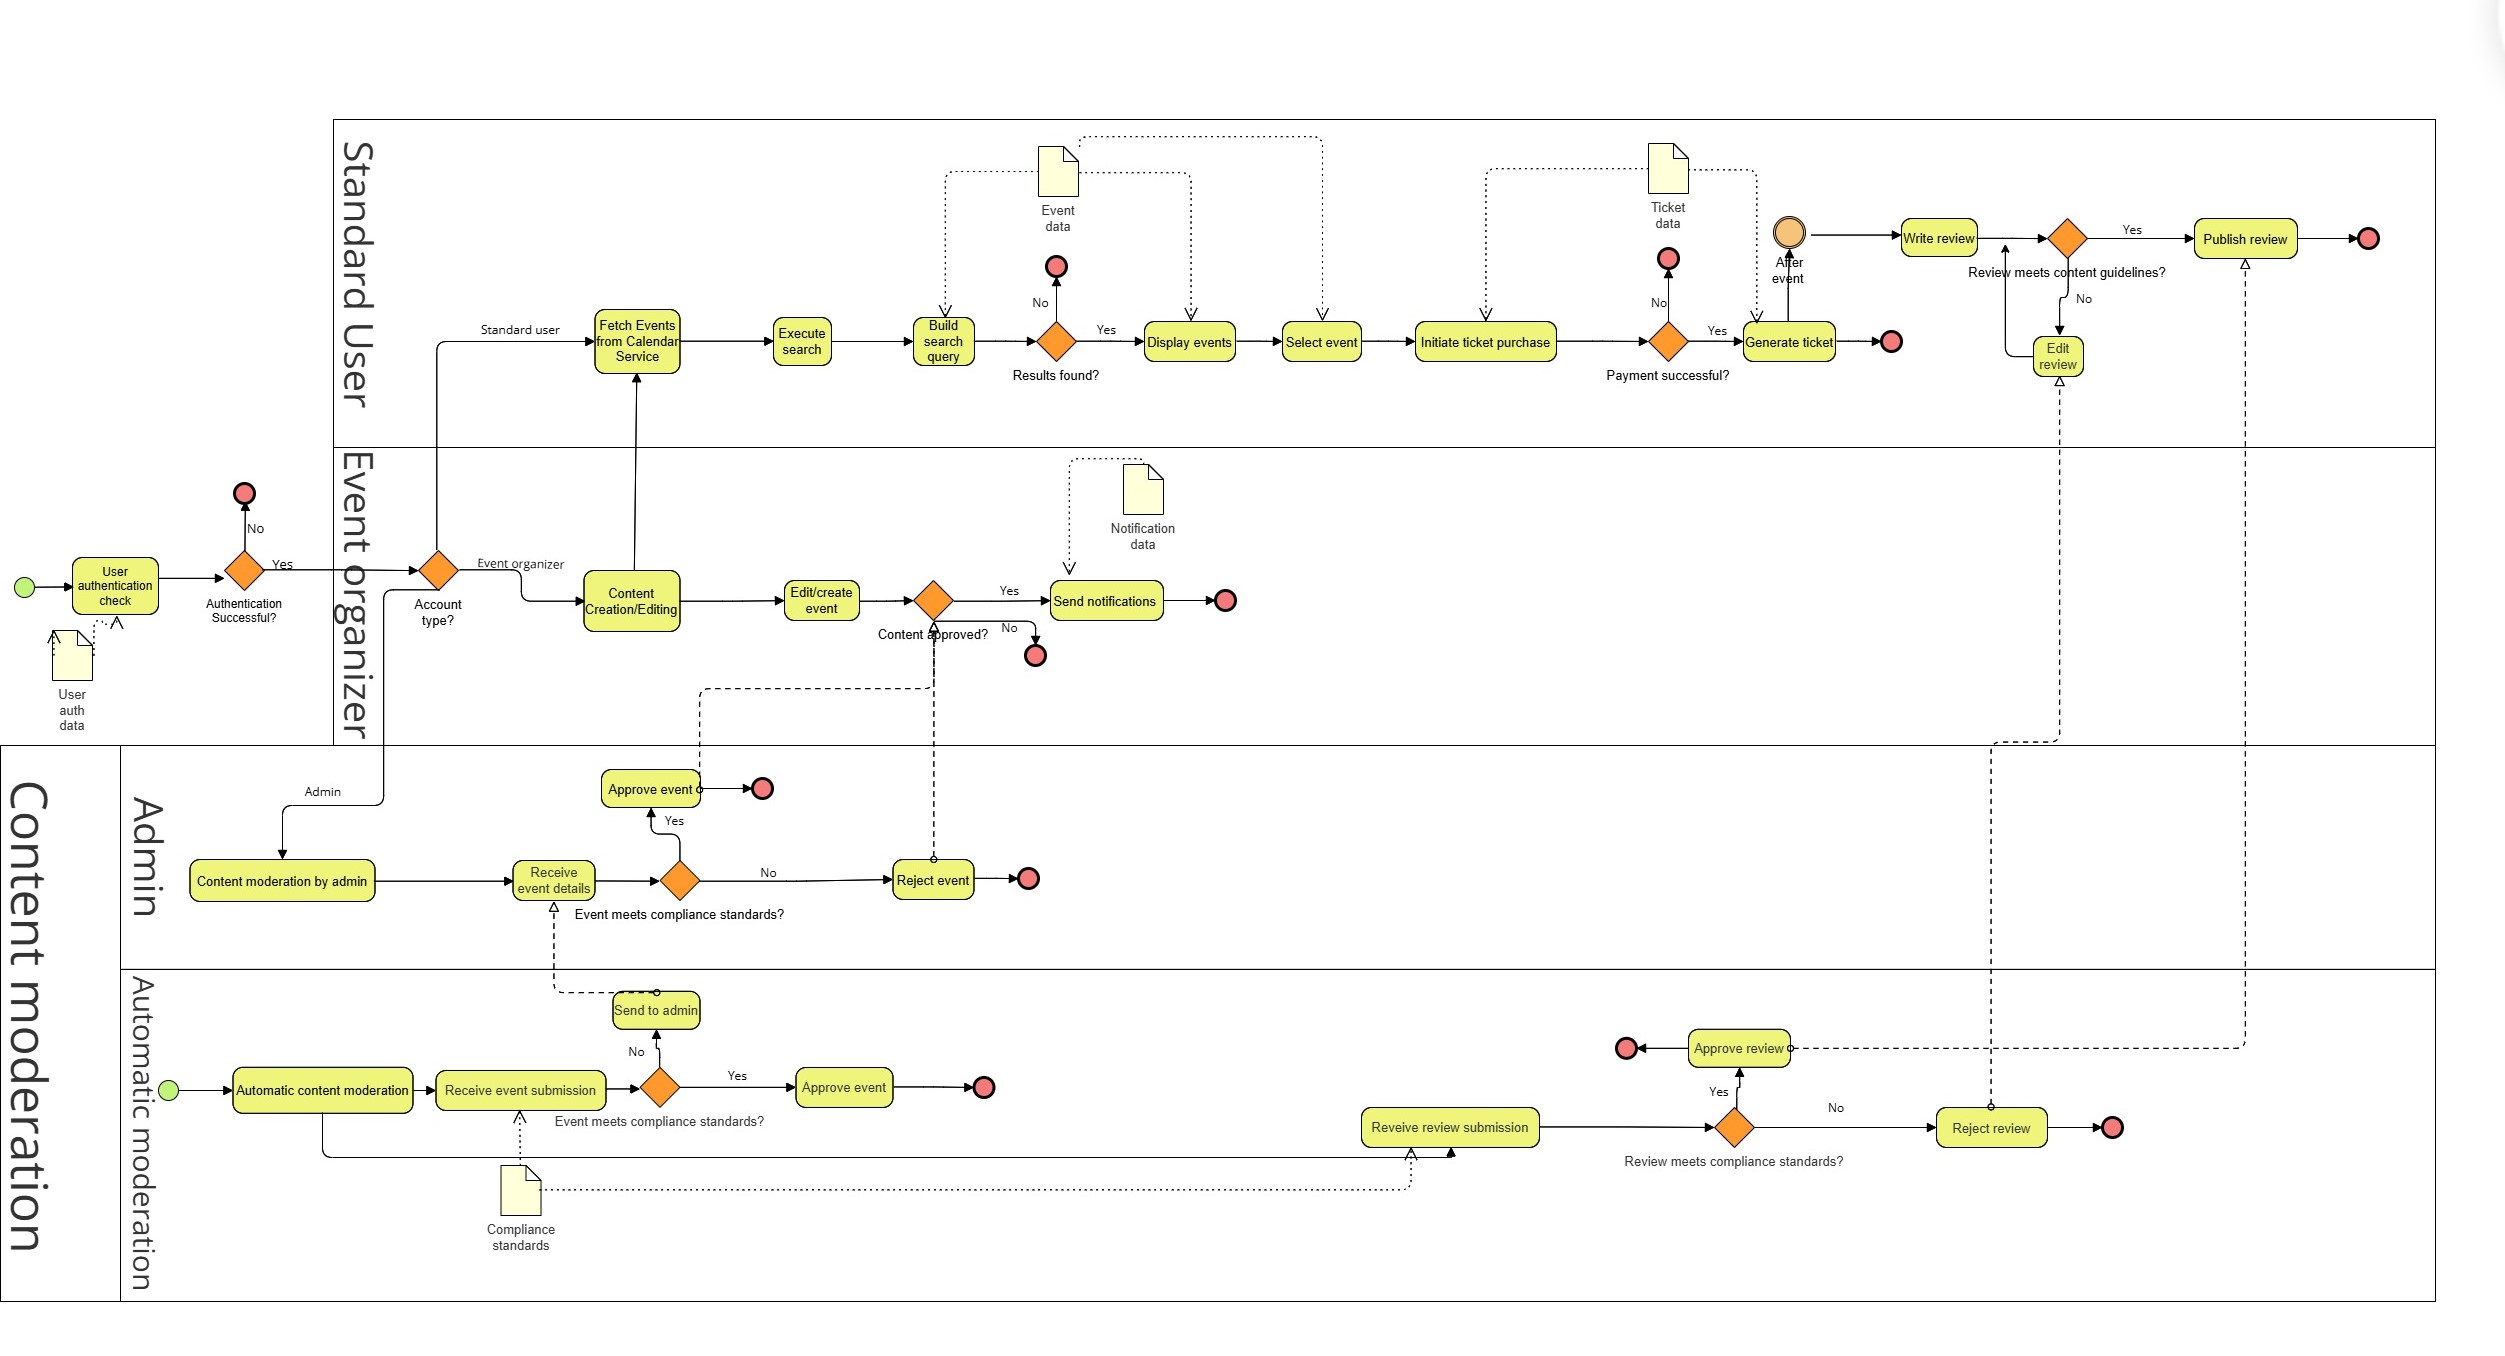 Standard User
Event
data
Ticket
data
After
event
Write review
Yes
Publish review
Review meets content guidelines?
No
Edit
review
Standard user
Fetch Events
from Calendar
Service
Execute
search
Build
search
query
No
Yes
Results found?
Display events
Select event
Initiate ticket purchase
No
Yes
Payment successful?
Generate ticket
Event organizer
Notification
data
User
authentication
check
No
Yes
Authentication
Successful?
User
auth
data
Account
type?
Event organizer
Content
Creation/Editing
Edit/create
event
Yes
Content approved?
No
Send notifications
Content moderation
Admin
Admin
Content moderation by admin
Receive
event details
Approve event
Yes
No
Event meets compliance standards?
Reject event
Automatic moderation
Send to admin
No
Automatic content moderation
Receive event submission
Yes
Event meets compliance standards?
Approve event
Compliance
standards
Reveive review submission
Approve review
Yes
No
Review meets compliance standards?
Reject review